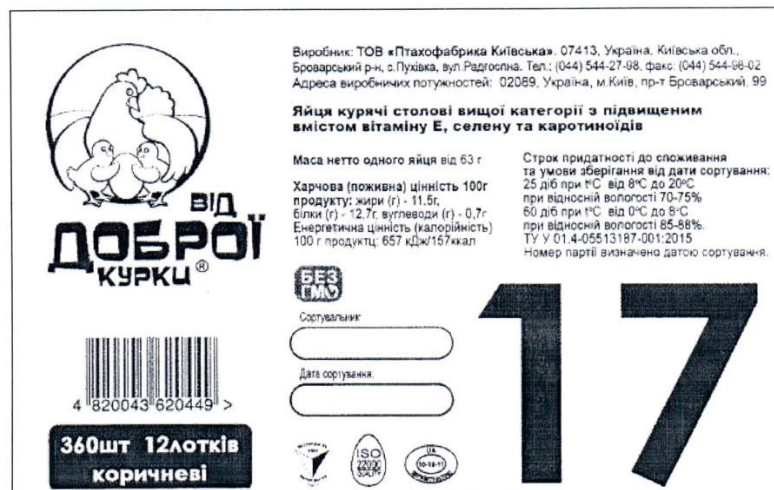 ВІД
ДОБРОЇ
КУРКИ®
4 820043 620449 >
360шт 12лотків
коричневі
Виробник: ТОВ «Птахофабрика Київська». 07413, Україна, Київська обл.,
Броварський р-н, с.Пухівка, вул.Радгоспна. Тел.: (044) 544-27-98, факс: (044) 544-98-02
Адреса виробничих потужностей: 02089, Україна, м.Київ, пр-т Броварський, 99
Яйця курячі столові вищої категорії з підвищеним
вмістом вітаміну Е, селену та каротиноїдів
Маса нетто одного яйця від 63 г
Харчова (поживна) цінність 100г
продукту: жири (г) - 11,5г,
білки (г) - 12,7г, вуглеводи (г) - 0,7г
Енергетична цінність (калорійність)
100 г продукту: 657 кДж/157ккал
Строк придатності до споживання
та умови зберігання від дати сортування:
25 діб при t°С від 8°С до 20°С
при відносній вологості 70-75%
60 діб при t°С від 0°С до 8°С
при відносній вологості 85-88%.
ТУ У 01.4-05513187-001:2015
Номер партії визначено датою сортування.
БЕЗ
ГМО
Сортувальник:
Дата сортування:
ISO
22000
QUALITY
UA
10-18-11
17